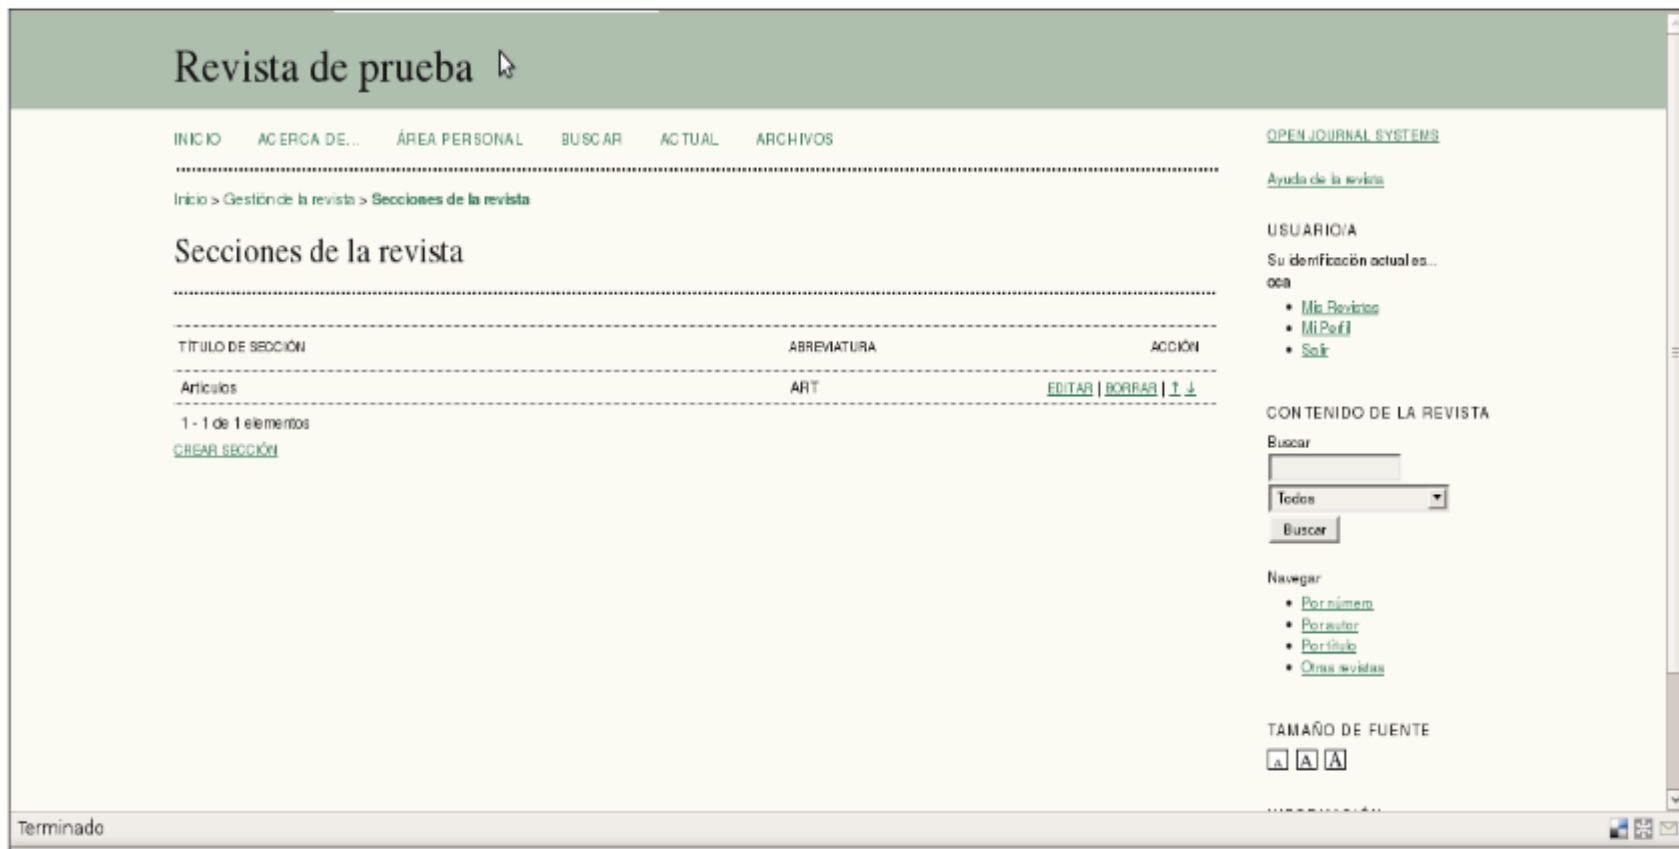 Revista de prueba
INICIO ACERCA DE... ÁREA PERSONAL BUSCAR ACTUAL ARCHIVOS
Inicio > Gestión de la revista > Secciones de la revista
Secciones de la revista
TÍTULO DE SECCIÓN ABREVIATURA ACCIÓN
Artículos ART EDITAR | BORRAR | ↑ ↓
1 - 1 de 1 elementos
CREAR SECCIÓN
OPEN JOURNAL SYSTEMS
Ayuda de la revista
USUARIO/A
Su identificación actual es...
oca
Mis Revistas
Mi Perfil
Salir
CONTENIDO DE LA REVISTA
Buscar
Todos
Buscar
Navegar
Por número
Por autor
Por título
Otras revistas
TAMAÑO DE FUENTE
A A A
Terminado